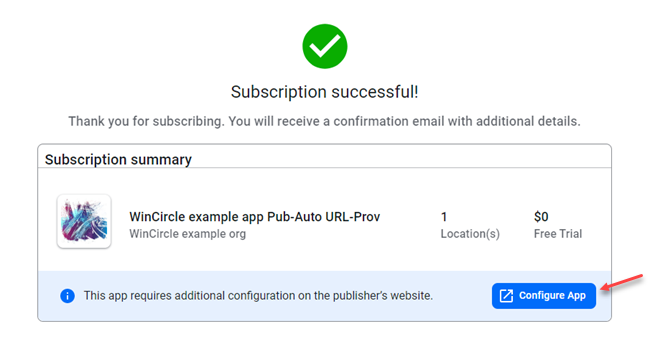 Subscription successful!
Thank you for subscribing. You will receive a confirmation email with additional details.
Subscription summary
WinCircle example app Pub-Auto URL-Prov 1 $0
WinCircle example org Location(s) Free Trial
This app requires additional configuration on the publisher's website. Configure App